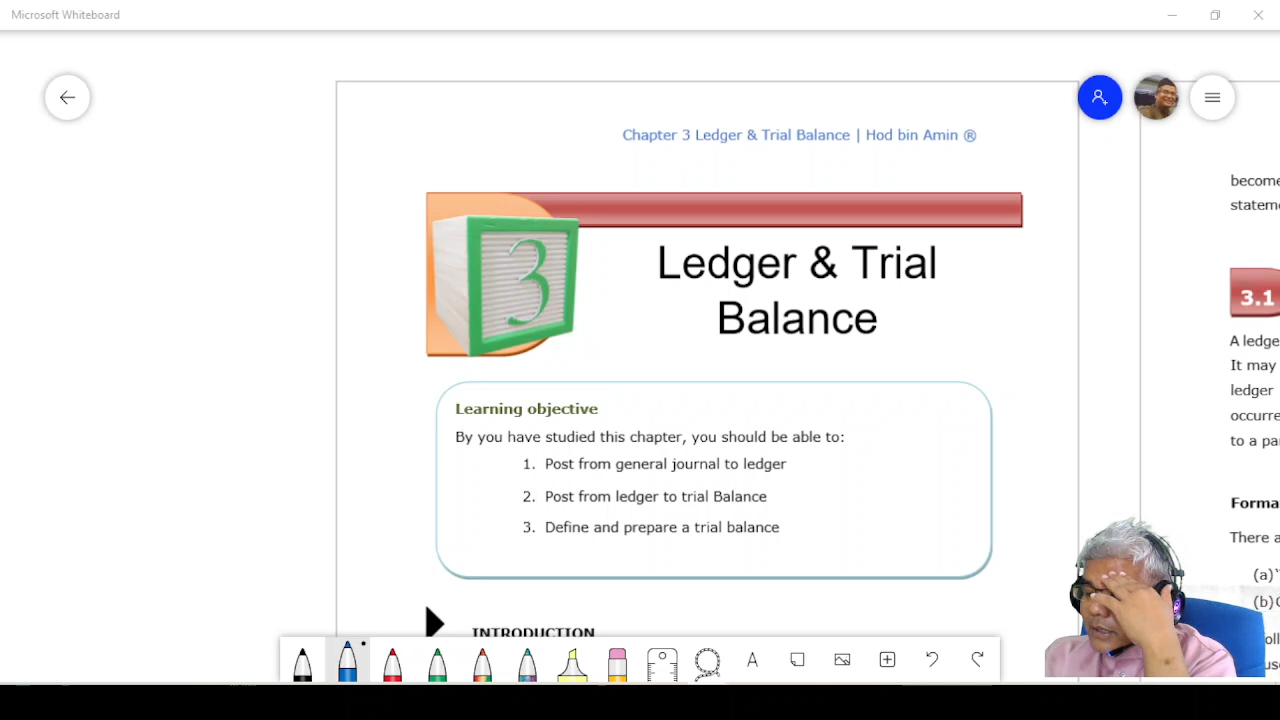 Microsoft Whiteboard
Chapter 3 Ledger & Trial Balance | Hod bin Amin ®
3
Ledger & Trial
Balance
Learning objective
By you have studied this chapter, you should be able to:
1. Post from general journal to ledger
2. Post from ledger to trial Balance
3. Define and prepare a trial balance
INTRODUCTION
become
stateme
3.1
A ledge
It may
ledger
occurre
to a pa
Forma
There a
(a)
(b)
A